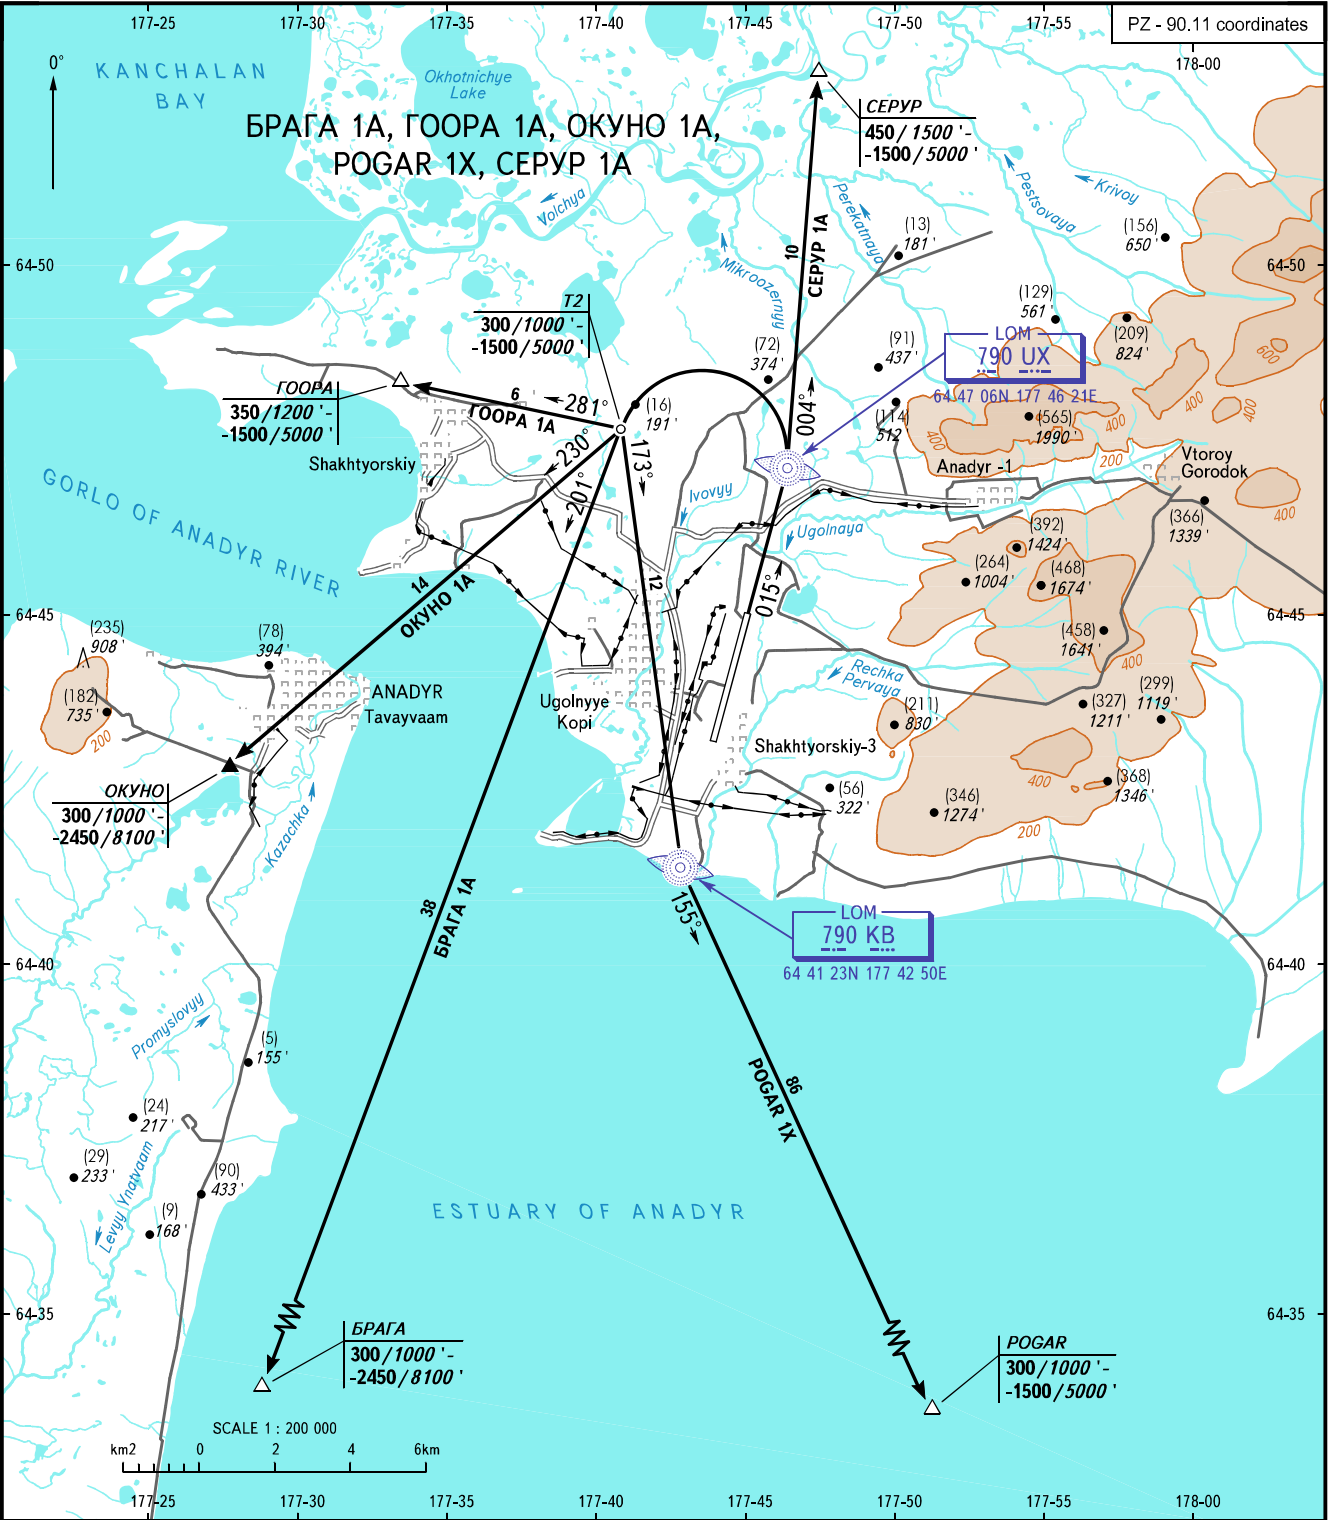 177-25
177-30
177-35
177-40
177-45
177-50
177-55
PZ - 90.11 coordinates
178-00
0°
KANCHALAN
BAY
Okhotnichye
Lake
БРАГА 1А, ГООРА 1А, ОКУНО 1А,
POGAR 1X, СЕРУР 1А
СЕРУР
450/1500'-
-1500/5000'
Volchya
Perekatnaya
Pestsovaya
Krivoy
Mikroozernyy
(13)
181'
(156)
650'
64-50
64-50
10
СЕРУР 1А
T2
300/1000'-
-1500/5000'
(129)
561'
(209)
824'
600
(72)
374'
(91)
437'
LOM
790 UX
64 47 06N 177 46 21E
ГООРА
350/1200'-
-1500/5000'
6
ГООРА 1А
281°
(16)
191'
004°
(114)
512'
(565)
1990'
400
400
400
400
200
230°
201°
173°
Shakhtyorskiy
Anadyr -1
Vtoroy
Gorodok
GORLO OF ANADYR RIVER
Ivovyy
Ugolnaya
(366)
1339'
400
(392)
1424'
(264)
1004'
(468)
1674'
14
ОКУНО 1А
12
015°
64-45
64-45
(235)
908'
(78)
394'
(458)
1641'
400
(182)
735'
200
ANADYR
Tavayvaam
Ugolnyye
Kopi
Rechka
Pervaya
(211)
830'
(327)
1211'
(299)
1119'
Shakhtyorskiy-3
400
(368)
1346'
ОКУНО
300/1000'-
-2450/8100'
Kazachka
(56)
322'
(346)
1274'
200
38
БРАГА 1А
155°
LOM
790 KB
64 41 23N 177 42 50E
64-40
64-40
Promyslovyy
(5)
155'
86
POGAR 1X
(24)
217'
(29)
233'
Levyy Ynatvaam
(90)
433'
(9)
168'
ESTUARY OF ANADYR
64-35
64-35
БРАГА
300/1000'-
-2450/8100'
POGAR
300/1000'-
-1500/5000'
SCALE 1 : 200 000
km2
0
2
4
6km
177-25
177-30
177-35
177-40
177-45
177-50
177-55
178-00